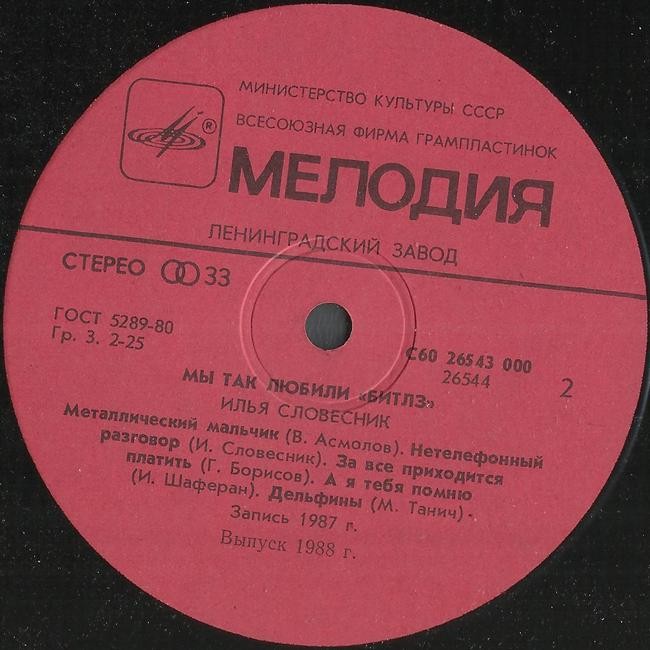 МИНИСТЕРСТВО КУЛЬТУРЫ СССР
ВСЕСОЮЗНАЯ ФИРМА ГРАМПЛАСТИНОК
®
МЕЛОДИЯ
ЛЕНИНГРАДСКИЙ ЗАВОД
СТЕРЕО 33
ГОСТ 5289-80
Гр. 3. 2-25
С60 26543 000
26544
2
МЫ ТАК ЛЮБИЛИ «БИТЛЗ»
ИЛЬЯ СЛОВЕСНИК
Металлический мальчик (В. Асмолов). Нетелефонный
разговор (И. Словесник). За все приходится
платить (Г. Борисов). А я тебя помню
(И. Шаферан). Дельфины (М. Танич).
Запись 1987 г.
Выпуск 1988 г.